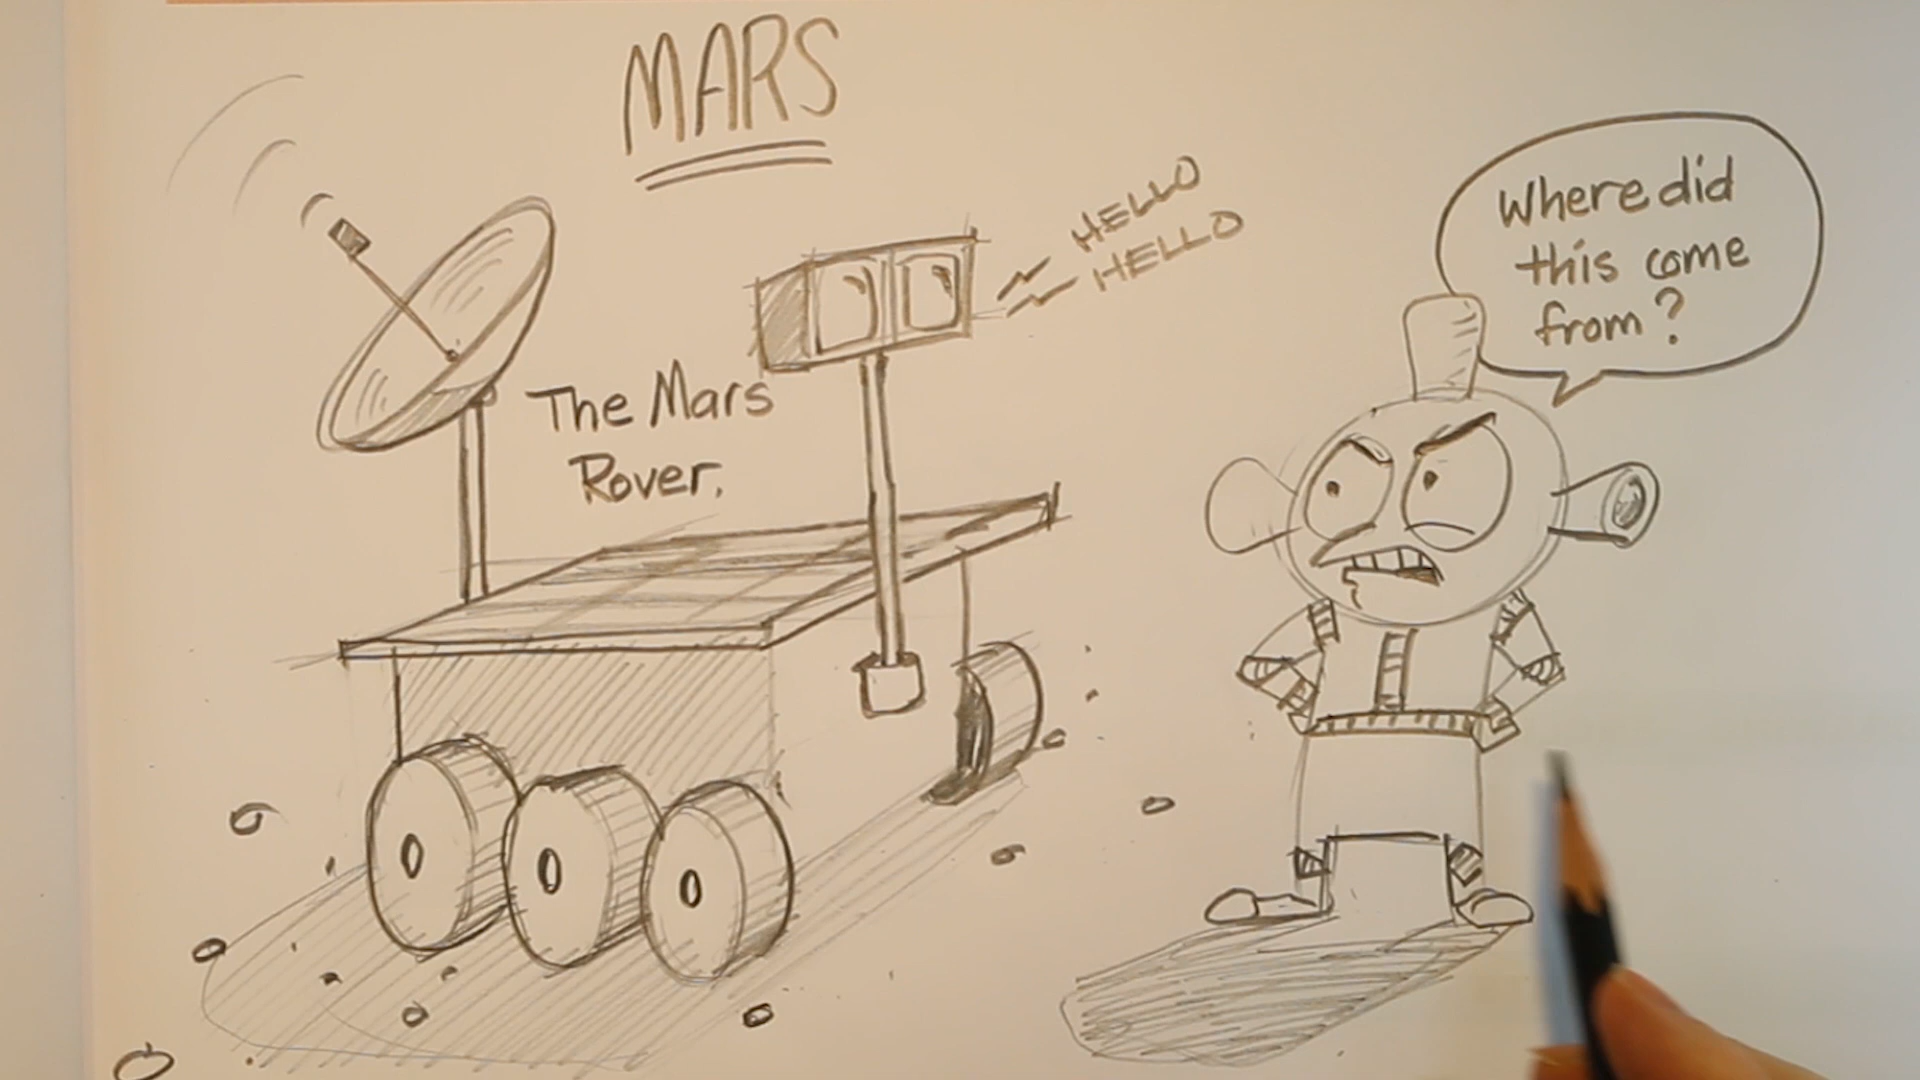 MARS
HELLO
HELLO
Where did
this come
from?
The Mars
Rover.